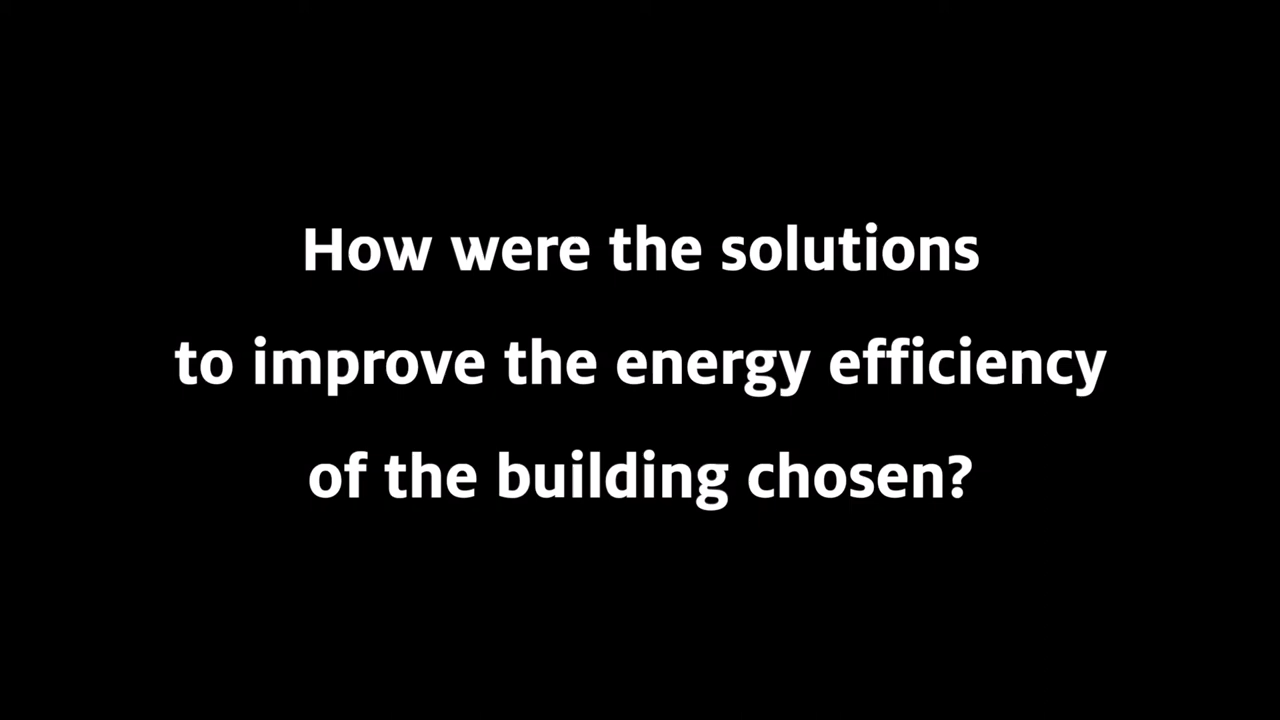 How were the solutions
to improve the energy efficiency
of the building chosen?